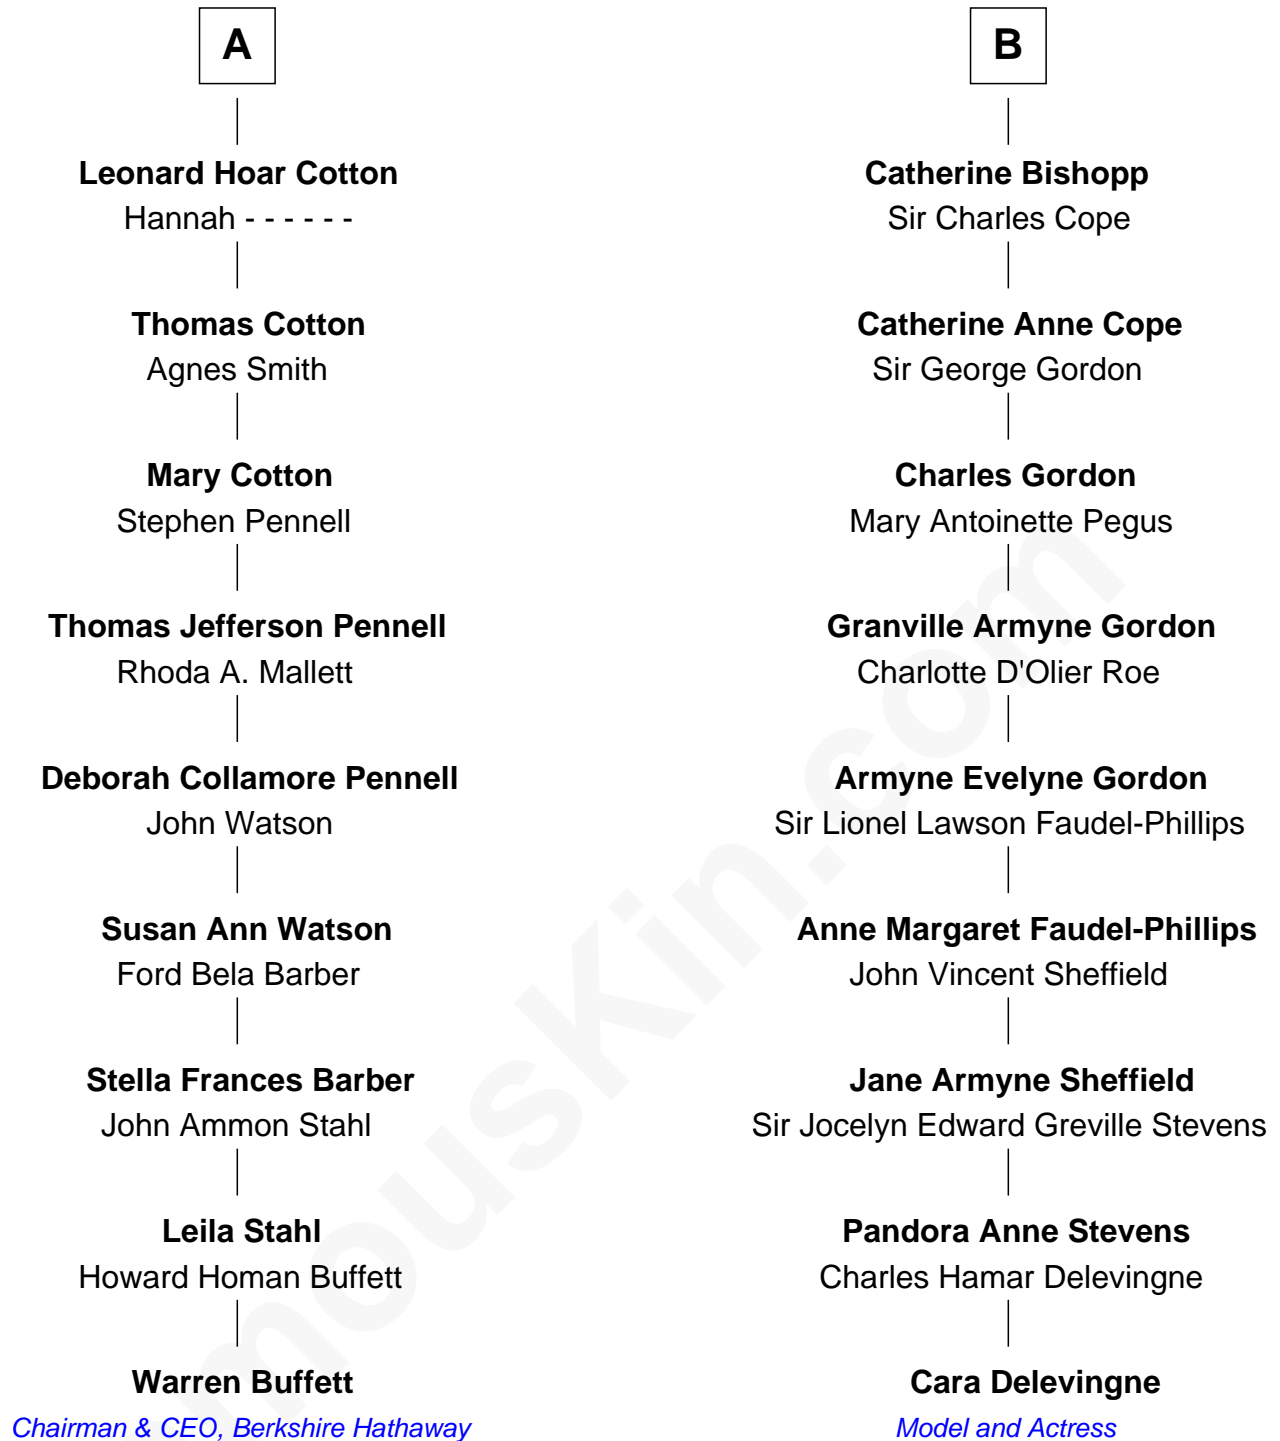 A
Leonard Hoar Cotton
Hannah - - - - - -
Thomas Cotton
Agnes Smith
Mary Cotton
Stephen Pennell
Thomas Jefferson Pennell
Rhoda A. Mallett
Deborah Collamore Pennell
John Watson
Susan Ann Watson
Ford Bela Barber
Stella Frances Barber
John Ammon Stahl
Leila Stahl
Howard Homan Buffett
Warren Buffett
Chairman & CEO, Berkshire Hathaway
B
Catherine Bishopp
Sir Charles Cope
Catherine Anne Cope
Sir George Gordon
Charles Gordon
Mary Antoinette Pegus
Granville Armyne Gordon
Charlotte D'Olier Roe
Armyne Evelyne Gordon
Sir Lionel Lawson Faudel-Phillips
Anne Margaret Faudel-Phillips
John Vincent Sheffield
Jane Armyne Sheffield
Sir Jocelyn Edward Greville Stevens
Pandora Anne Stevens
Charles Hamar Delevingne
Cara Delevingne
Model and Actress
mousKin.com